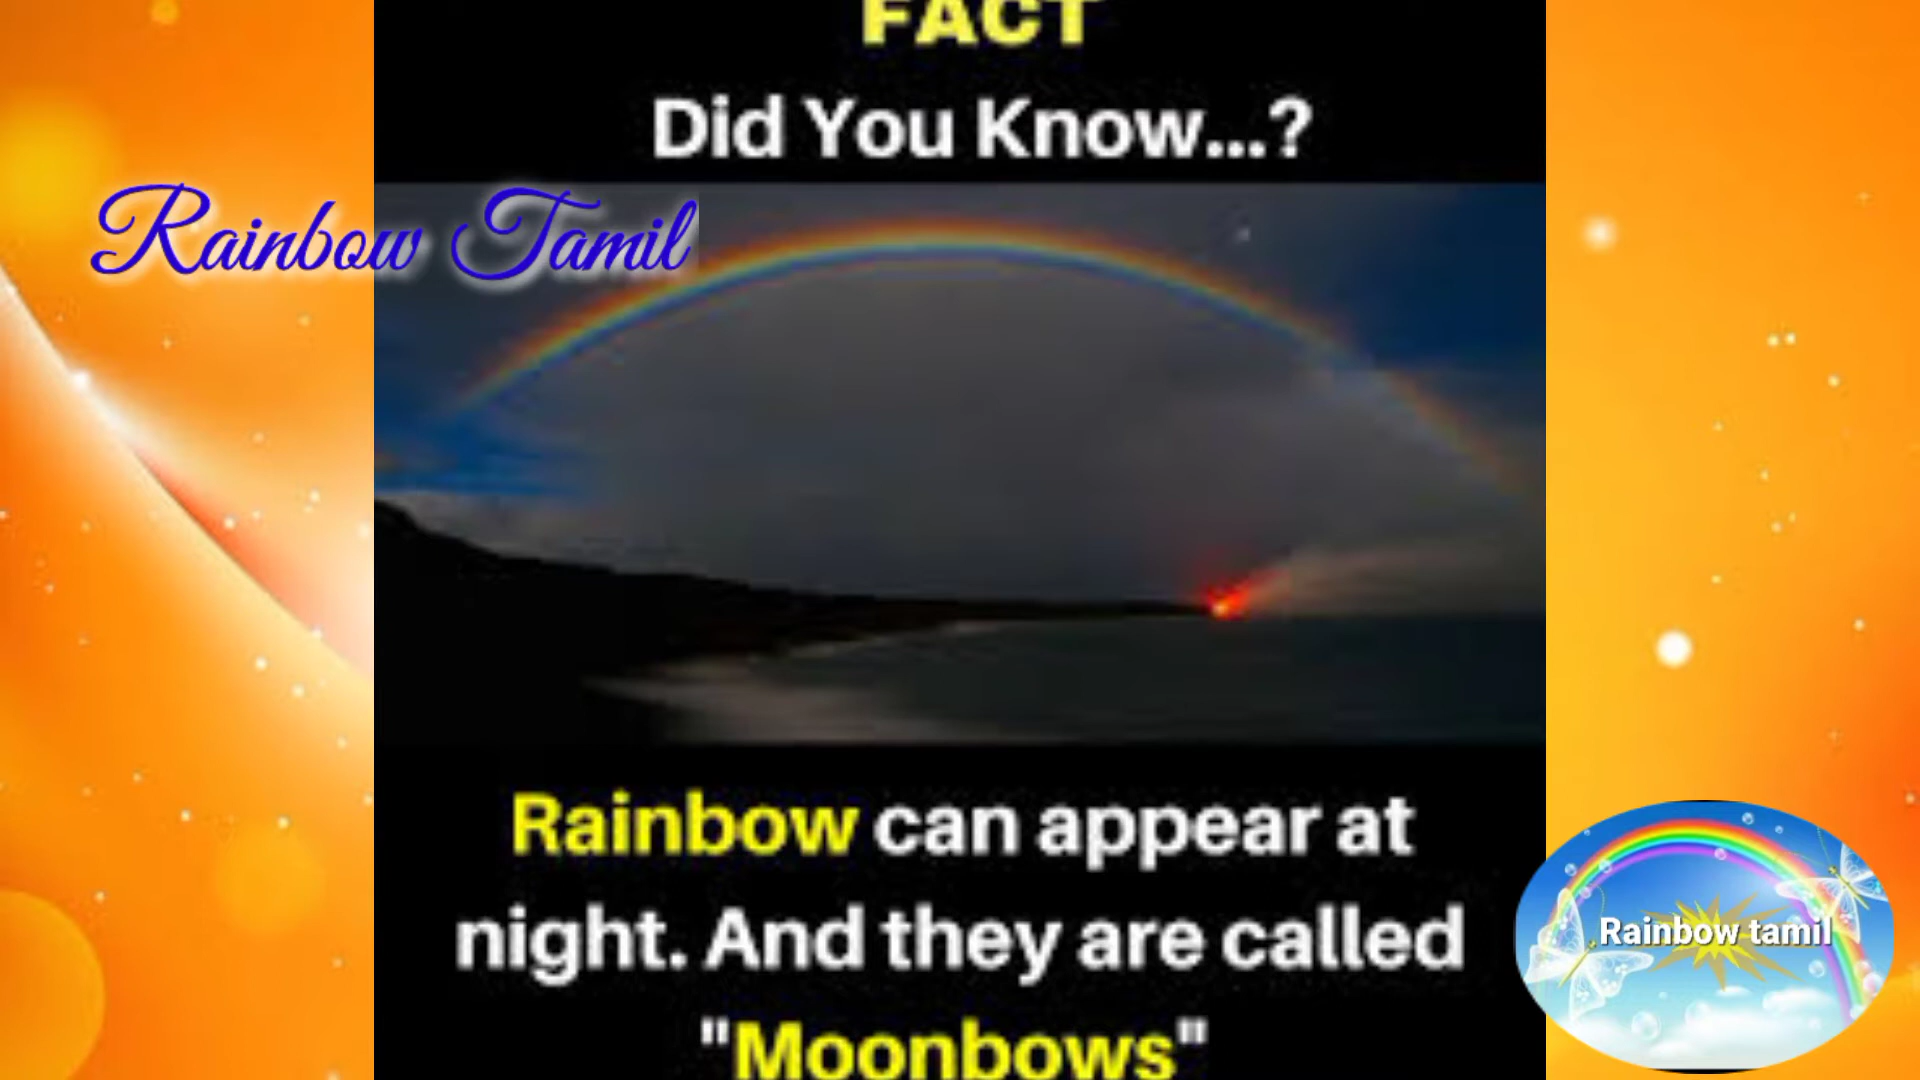 FACT
Did You Know...?
Rainbow Tamil
Rainbow can appear at
night. And they are called
"Moonbows"
Rainbow tamil